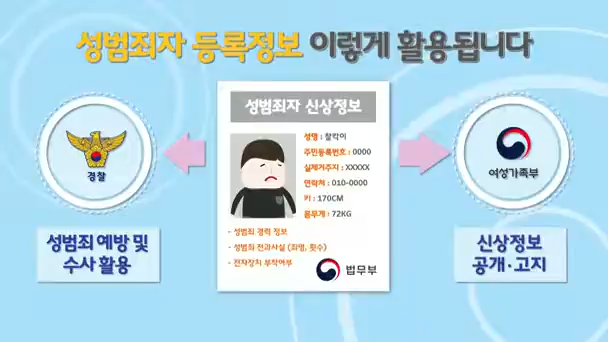 성범죄자 등록정보 이렇게 활용됩니다
경찰
성범죄 예방 및
수사 활용
성범죄자 신상정보
성명 : 찰칵이
주민등록번호 : 0000
실제거주지 : XXXXX
연락처 : 010-0000
키 : 170CM
몸무게 : 72KG
- 성범죄 경력 정보
- 성범죄 전과사실 (죄명, 횟수)
- 전자장치 부착여부
법무부
여성가족부
신상정보
공개·고지